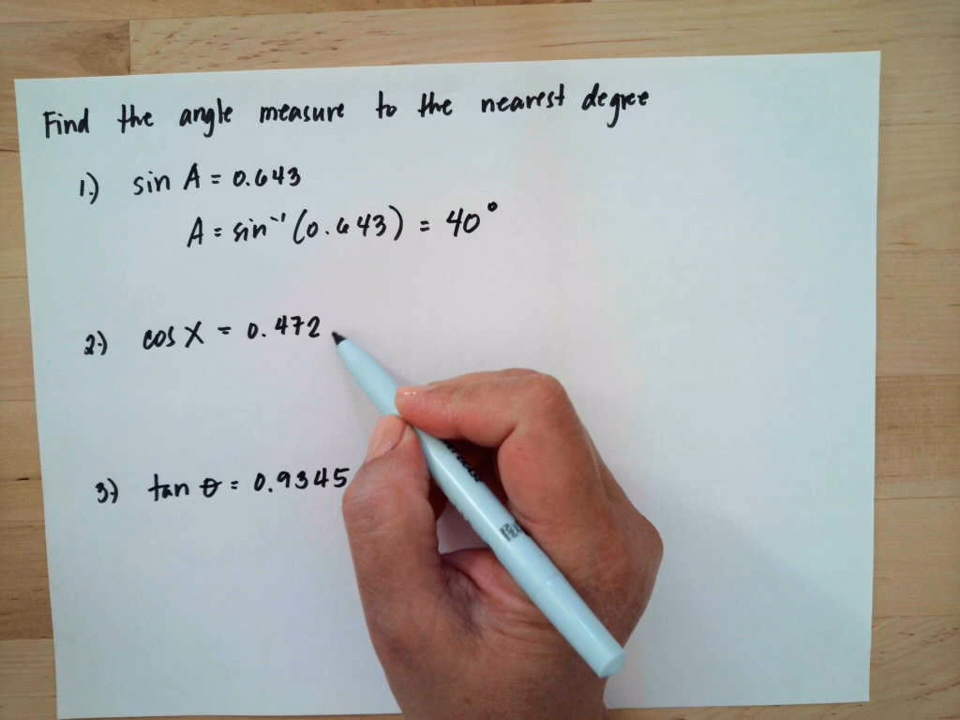 Find the angle measure to the nearest degree
1.) sin A = 0.643
A = sin⁻¹ (0.643) = 40°
2.) cos X = 0.472
3.) tan θ = 0.9345